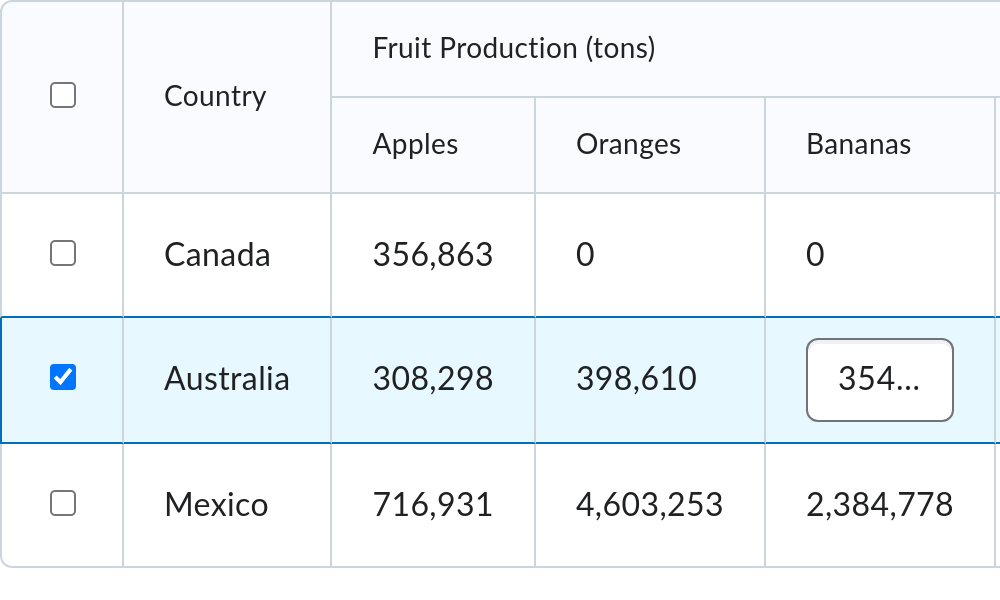 Country Fruit Production (tons)
Apples Oranges Bananas
Canada 356,863 0 0
Australia 308,298 398,610 354...
Mexico 716,931 4,603,253 2,384,778